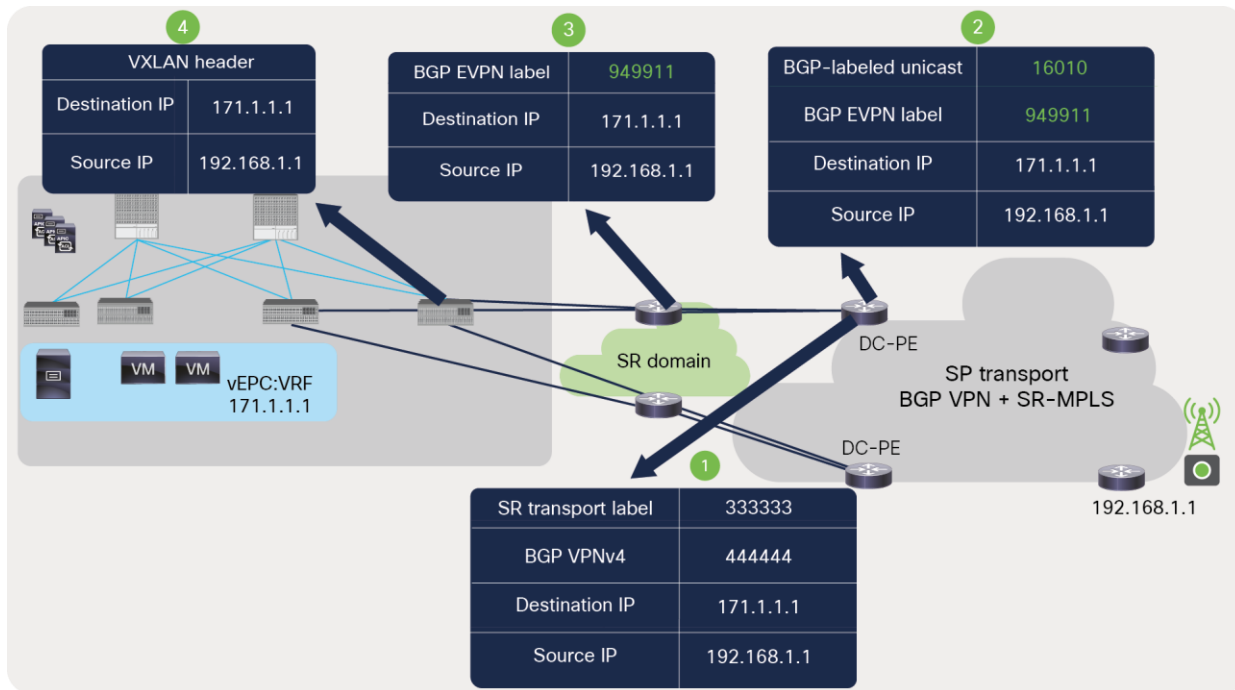 4
VXLAN header
Destination IP 171.1.1.1
Source IP 192.168.1.1
3
BGP EVPN label 949911
Destination IP 171.1.1.1
Source IP 192.168.1.1
2
BGP-labeled unicast 16010
BGP EVPN label 949911
Destination IP 171.1.1.1
Source IP 192.168.1.1
APIC
APIC
APIC
VM VM
vEPC:VRF
171.1.1.1
SR domain
DC-PE
SP transport
BGP VPN + SR-MPLS
DC-PE
192.168.1.1
1
SR transport label 333333
BGP VPNv4 444444
Destination IP 171.1.1.1
Source IP 192.168.1.1